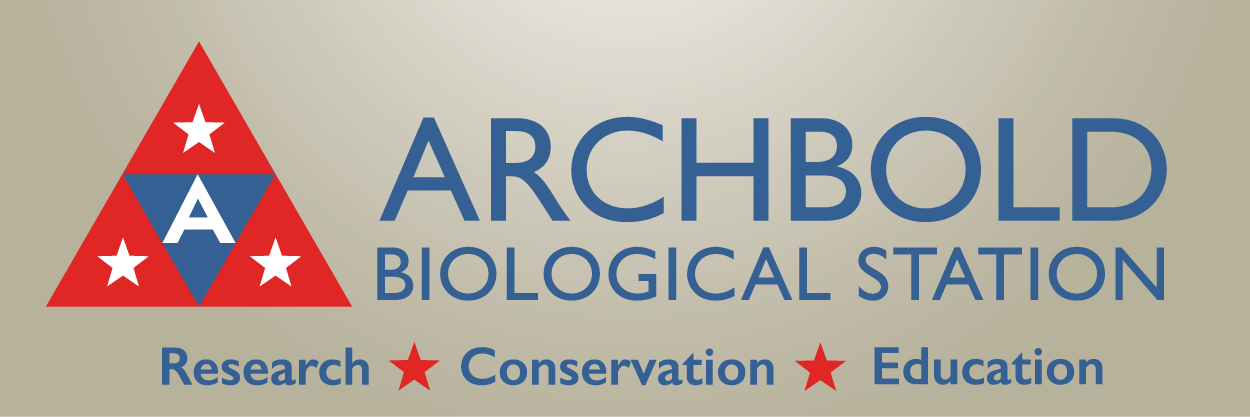 A
ARCHBOLD
BIOLOGICAL STATION
Research ★ Conservation ★ Education